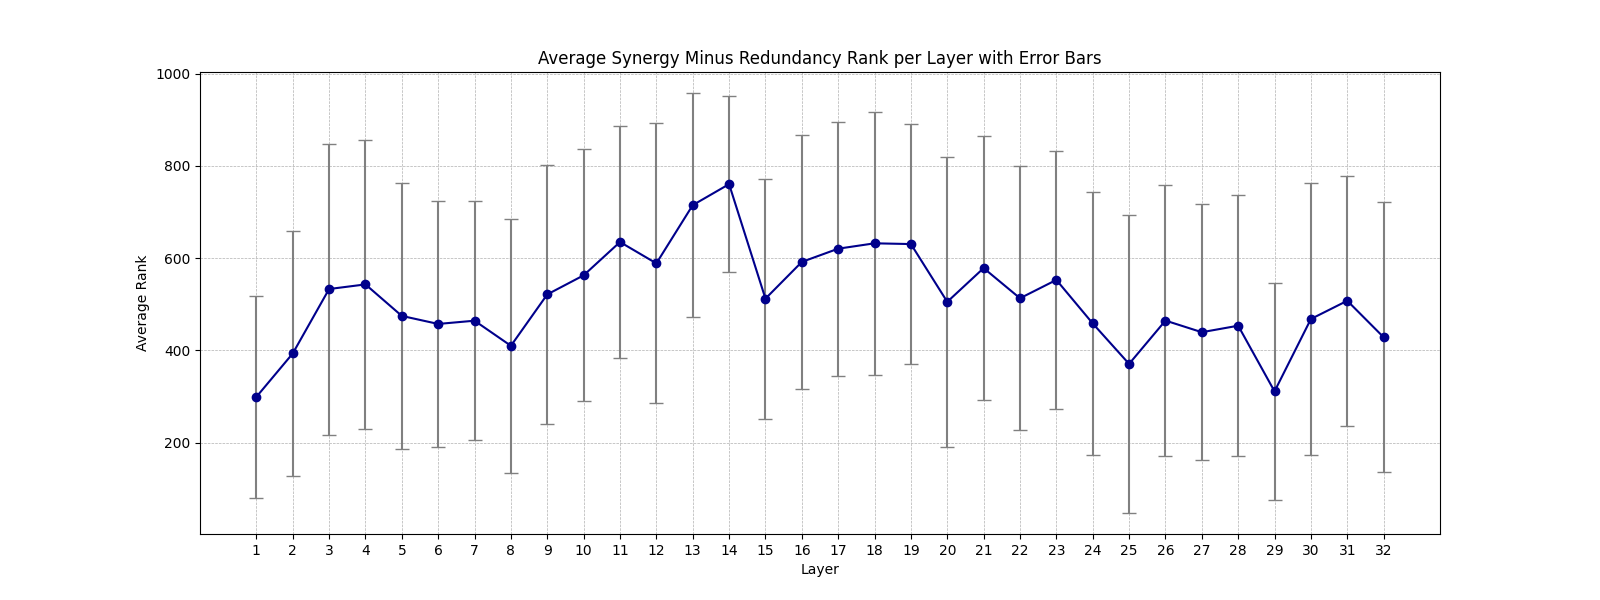 Average Synergy Minus Redundancy Rank per Layer with Error Bars
1000
800
600
400
200
Average Rank
1 2 3 4 5 6 7 8 9 10 11 12 13 14 15 16 17 18 19 20 21 22 23 24 25 26 27 28 29 30 31 32
Layer